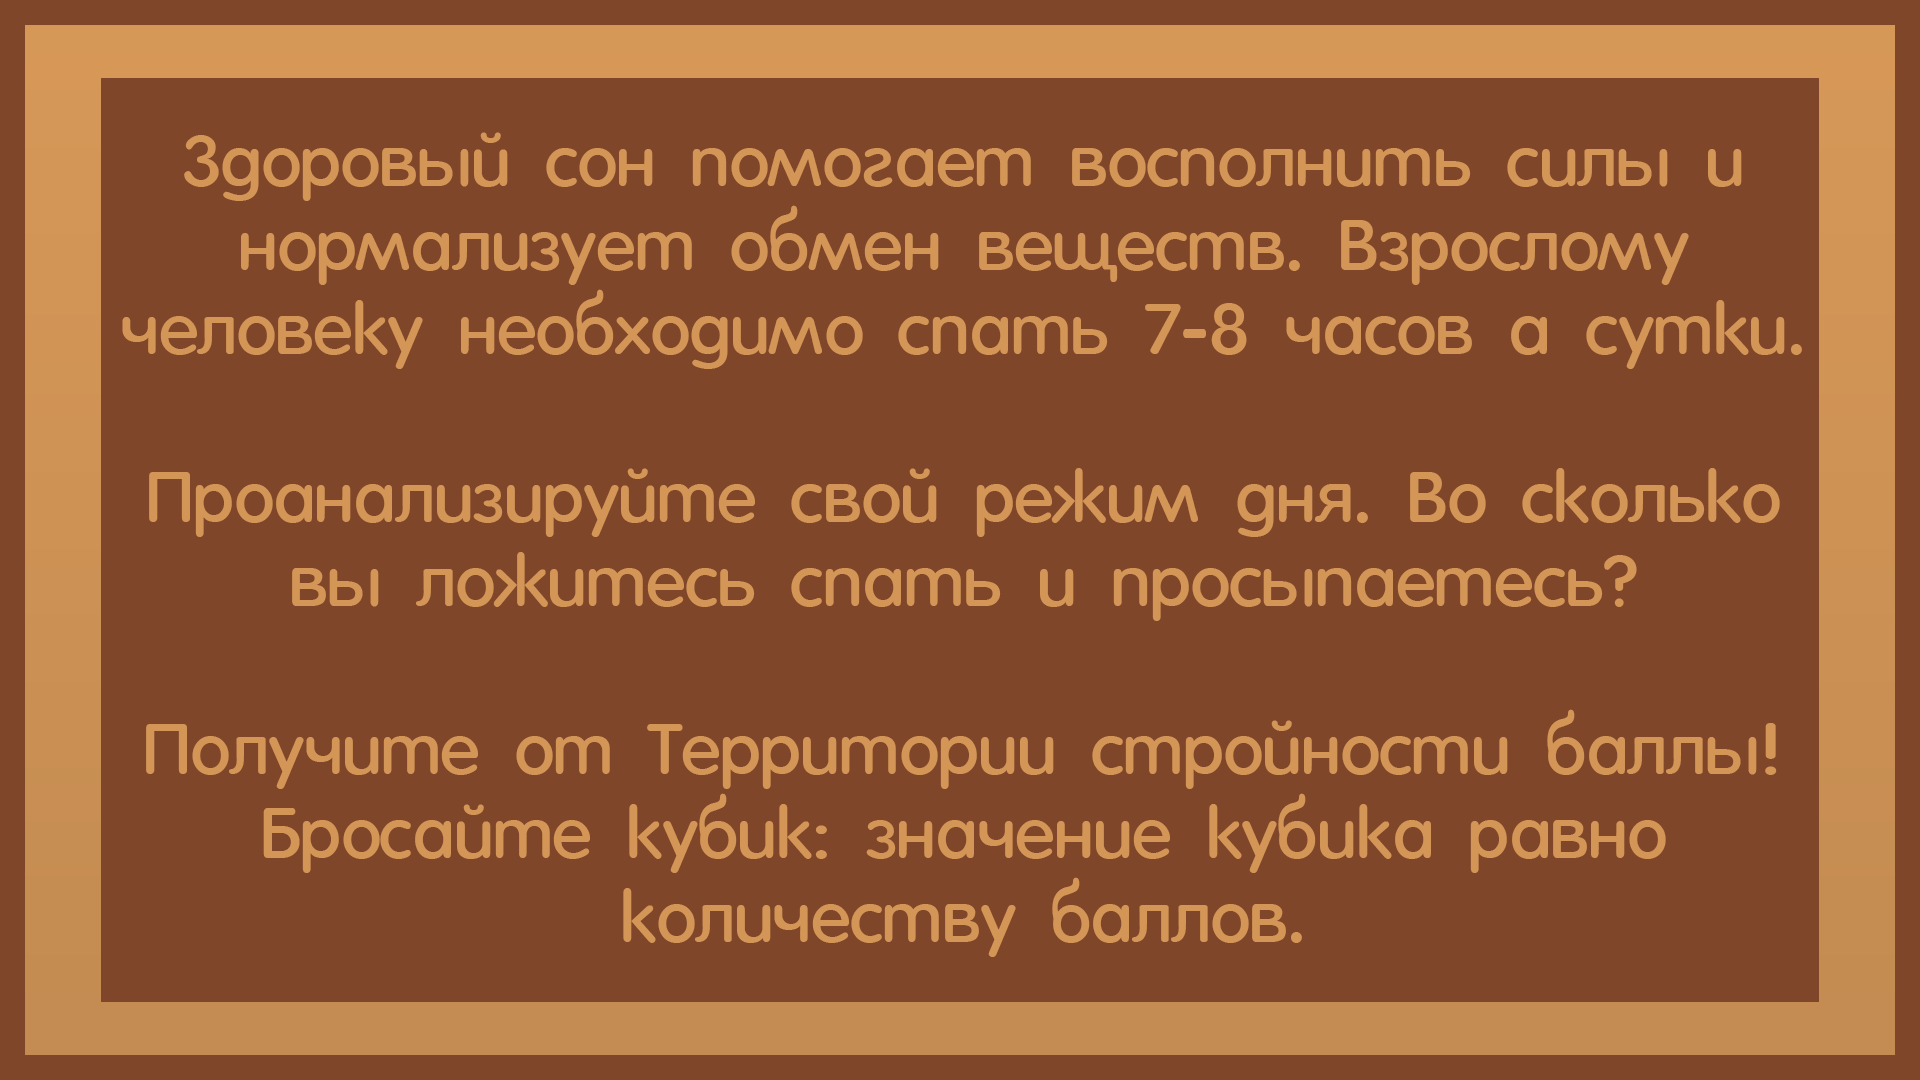 Здоровый сон помогает восполнить силы и
нормализует обмен веществ. Взрослому
человеку необходимо спать 7-8 часов а сутки.
Проанализируйте свой режим дня. Во сколько
вы ложитесь спать и просыпаетесь?
Получите от Территории стройности баллы!
Бросайте кубик: значение кубика равно
количеству баллов.